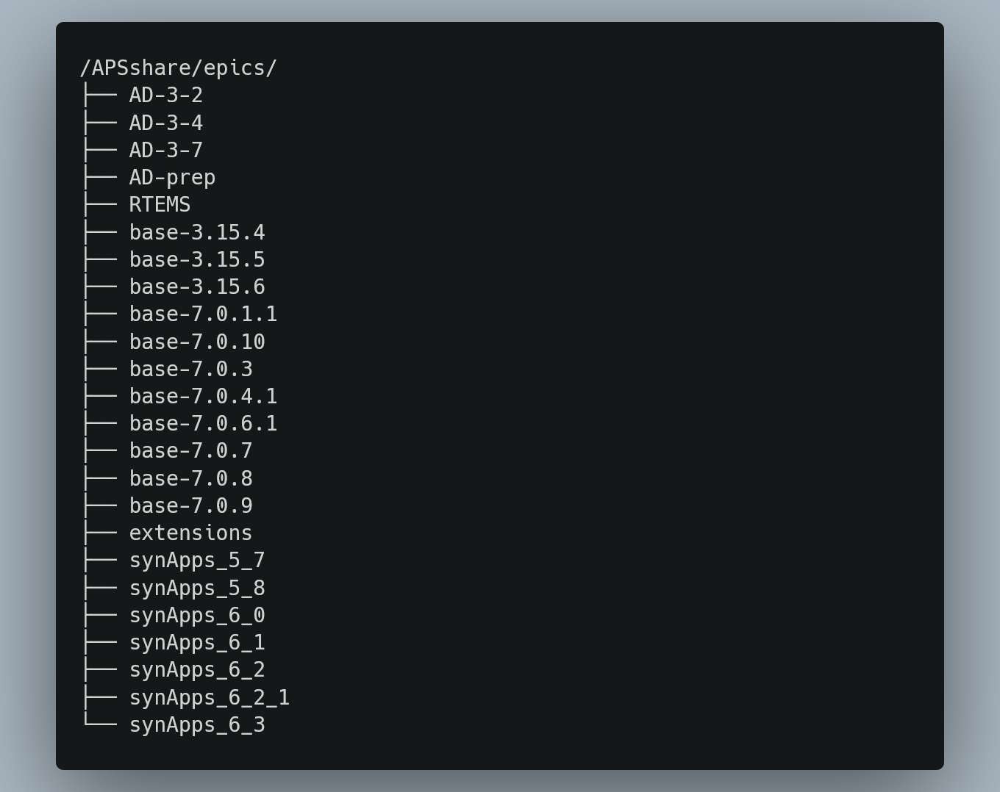 /APSshare/epics/
├── AD-3-2
├── AD-3-4
├── AD-3-7
├── AD-prep
├── RTEMS
├── base-3.15.4
├── base-3.15.5
├── base-3.15.6
├── base-7.0.1.1
├── base-7.0.10
├── base-7.0.3
├── base-7.0.4.1
├── base-7.0.6.1
├── base-7.0.7
├── base-7.0.8
├── base-7.0.9
├── extensions
├── synApps_5_7
├── synApps_5_8
├── synApps_6_0
├── synApps_6_1
├── synApps_6_2
├── synApps_6_2_1
└── synApps_6_3